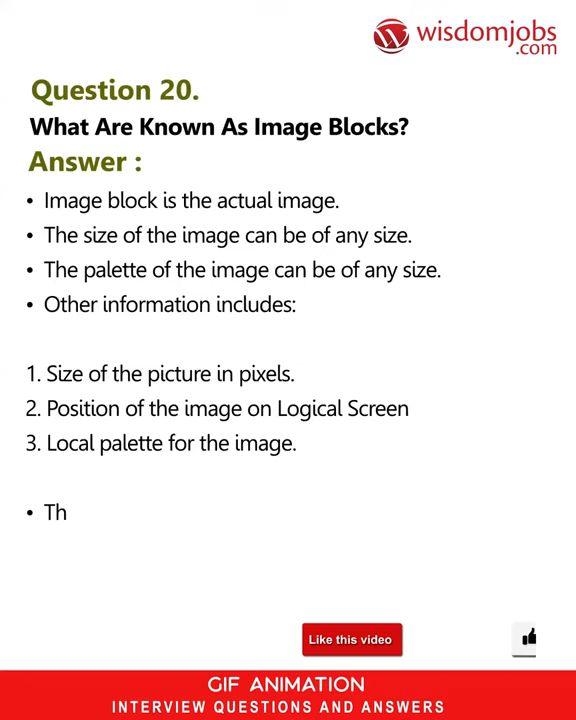 wisdomjobs
.com
Question 20.
What Are Known As Image Blocks?
Answer :
• Image block is the actual image.
• The size of the image can be of any size.
• The palette of the image can be of any size.
• Other information includes:
1. Size of the picture in pixels.
2. Position of the image on Logical Screen
3. Local palette for the image.
• Th
Like this video
GIF ANIMATION
INTERVIEW QUESTIONS AND ANSWERS